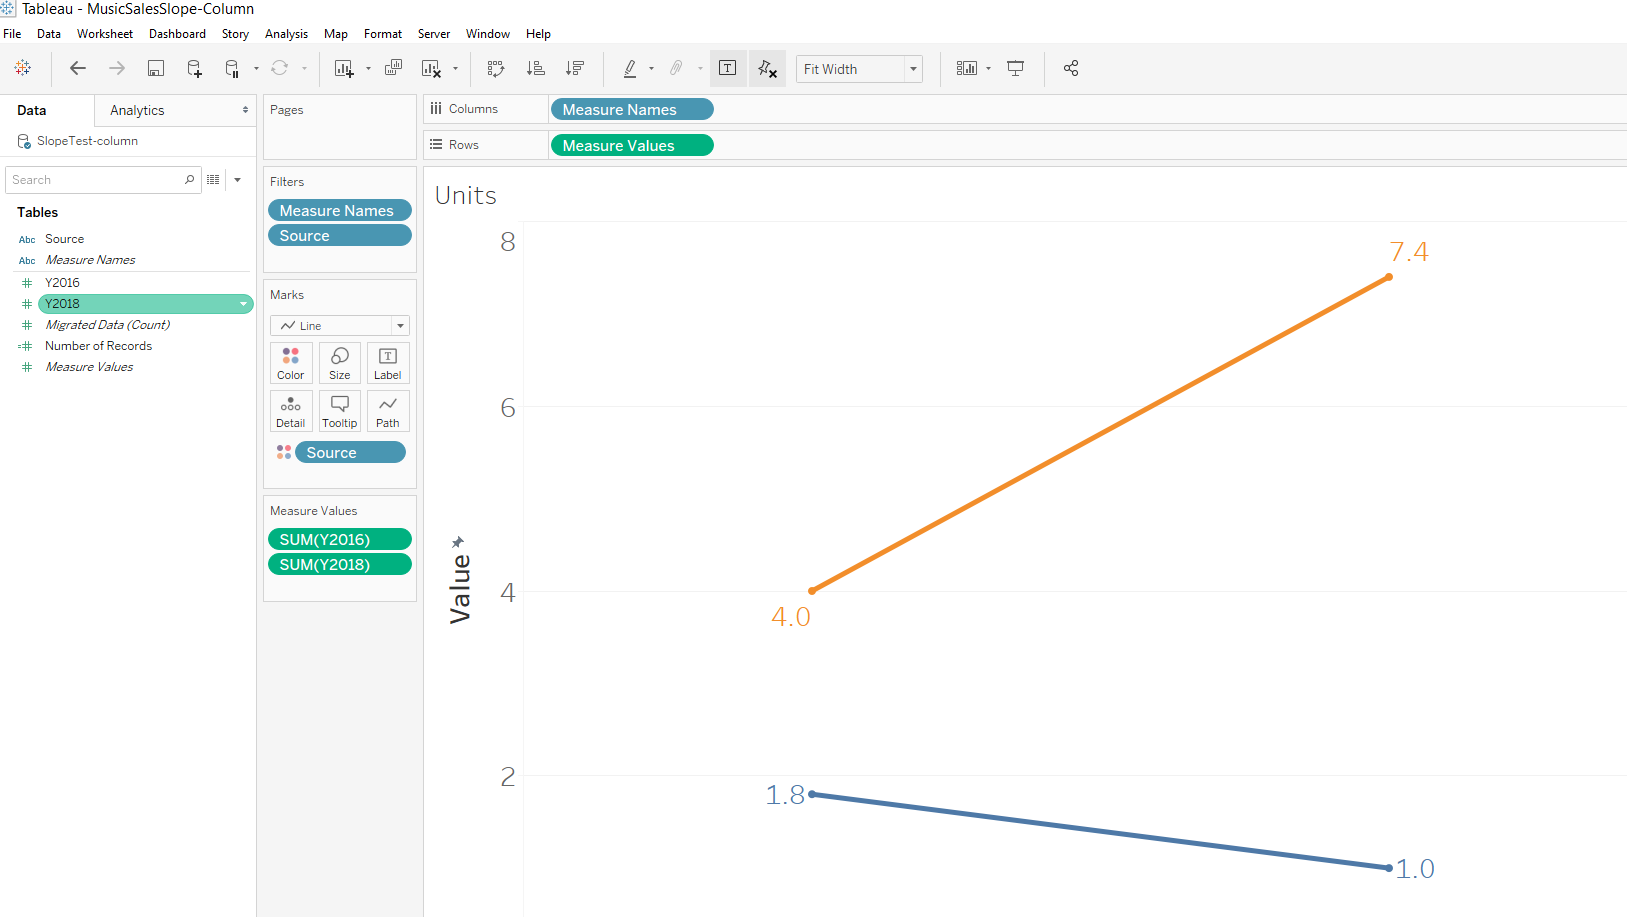 Tableau - MusicSalesSlope-Column
File Data Worksheet Dashboard Story Analysis Map Format Server Window Help
Fit Width
Data Analytics
SlopeTest-column
Search
Tables
Abc Source
Abc Measure Names
# Y2016
# Y2018
# Migrated Data (Count)
=# Number of Records
# Measure Values
Pages
Filters
Measure Names
Source
Marks
Line
Color Size Label
Detail Tooltip Path
Source
Measure Values
SUM(Y2016)
SUM(Y2018)
Columns Measure Names
Rows Measure Values
Units
8
7.4
6
Value
4
4.0
2
1.8
1.0